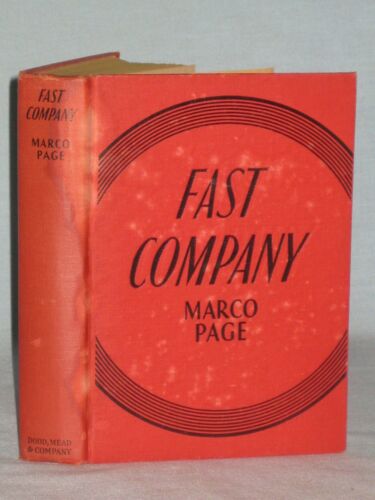 FAST
COMPANY
MARCO
PAGE
DODD, MEAD
& COMPANY
FAST
COMPANY
MARCO
PAGE